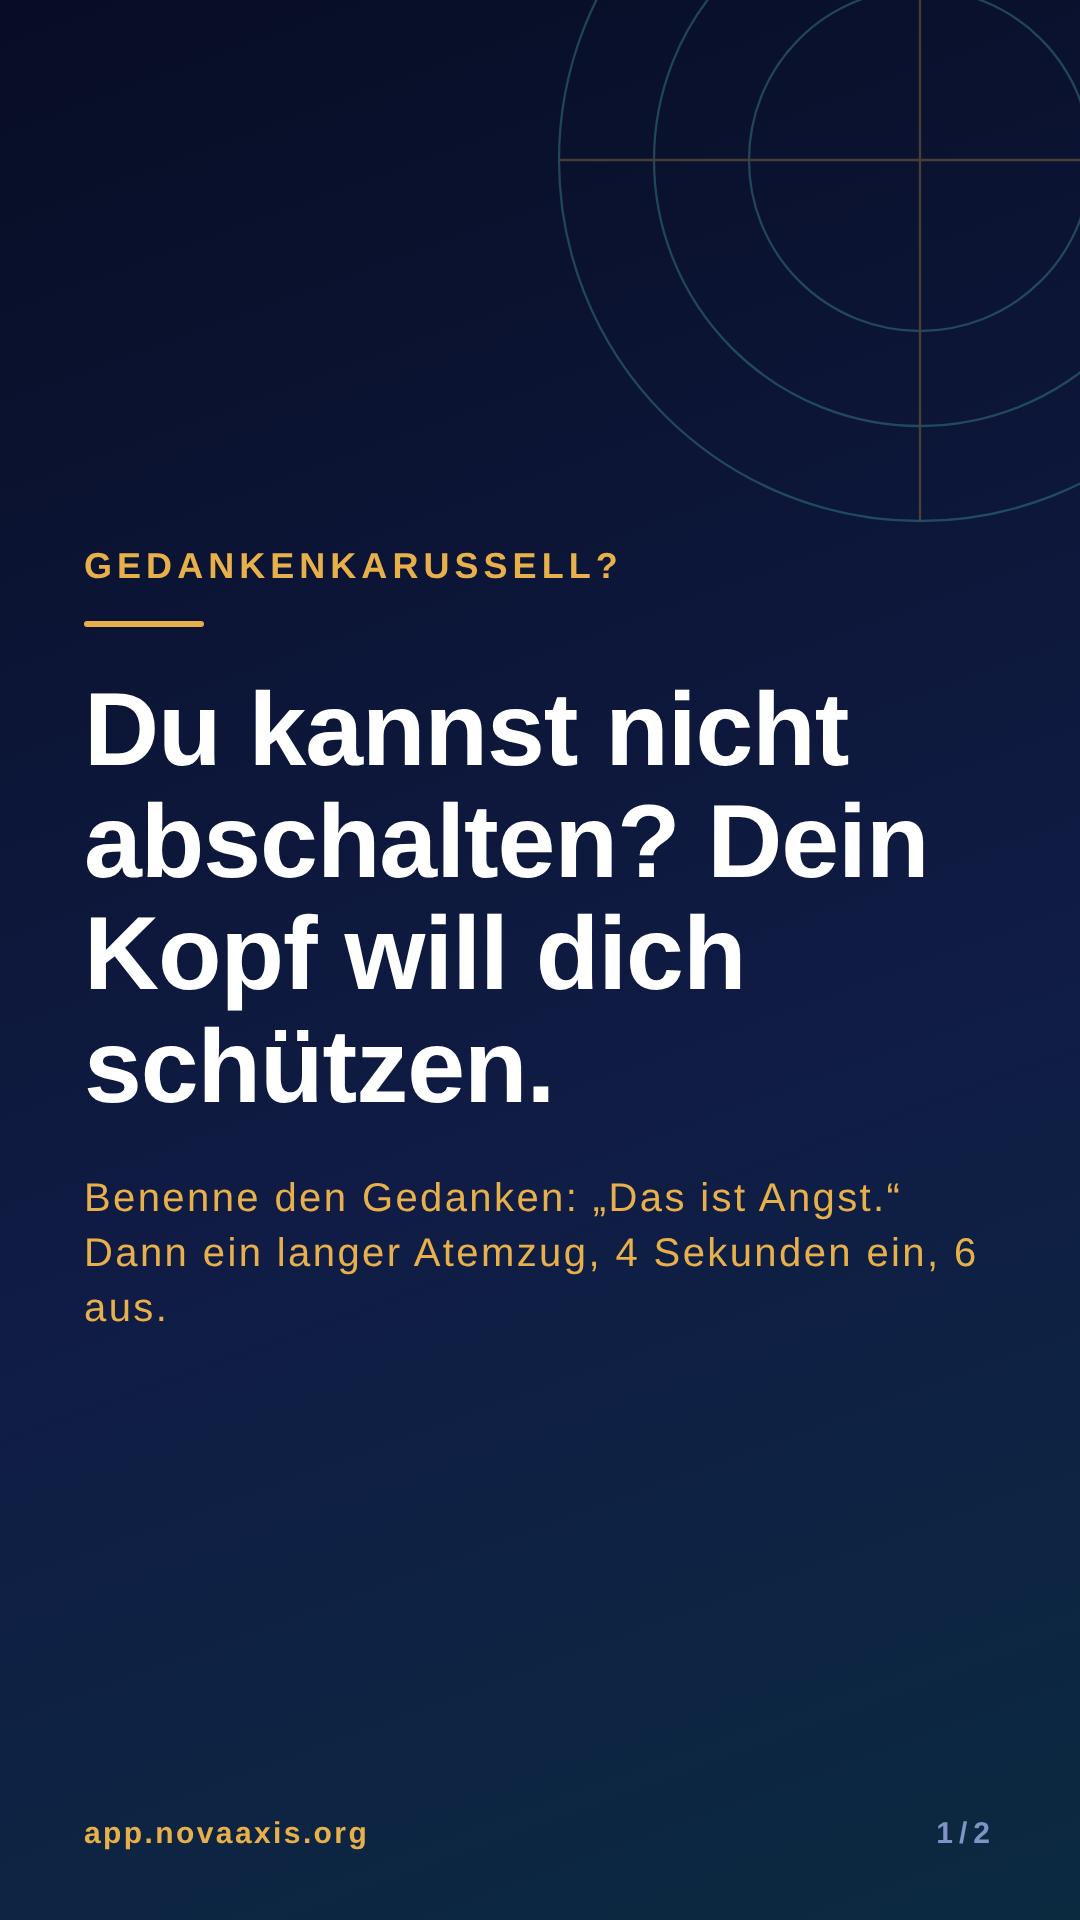 GEDANKENKARUSSELL?
Du kannst nicht
abschalten? Dein
Kopf will dich
schützen.
Benenne den Gedanken: „Das ist Angst.“
Dann ein langer Atemzug, 4 Sekunden ein, 6
aus.
app.novaaxis.org
1/2